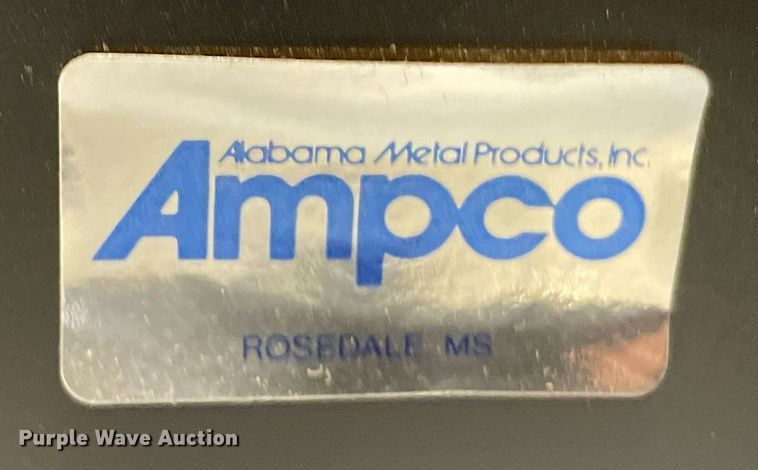 Alabama Metal Products, Inc.
Ampco
ROSEDALE MS
Purple Wave Auction